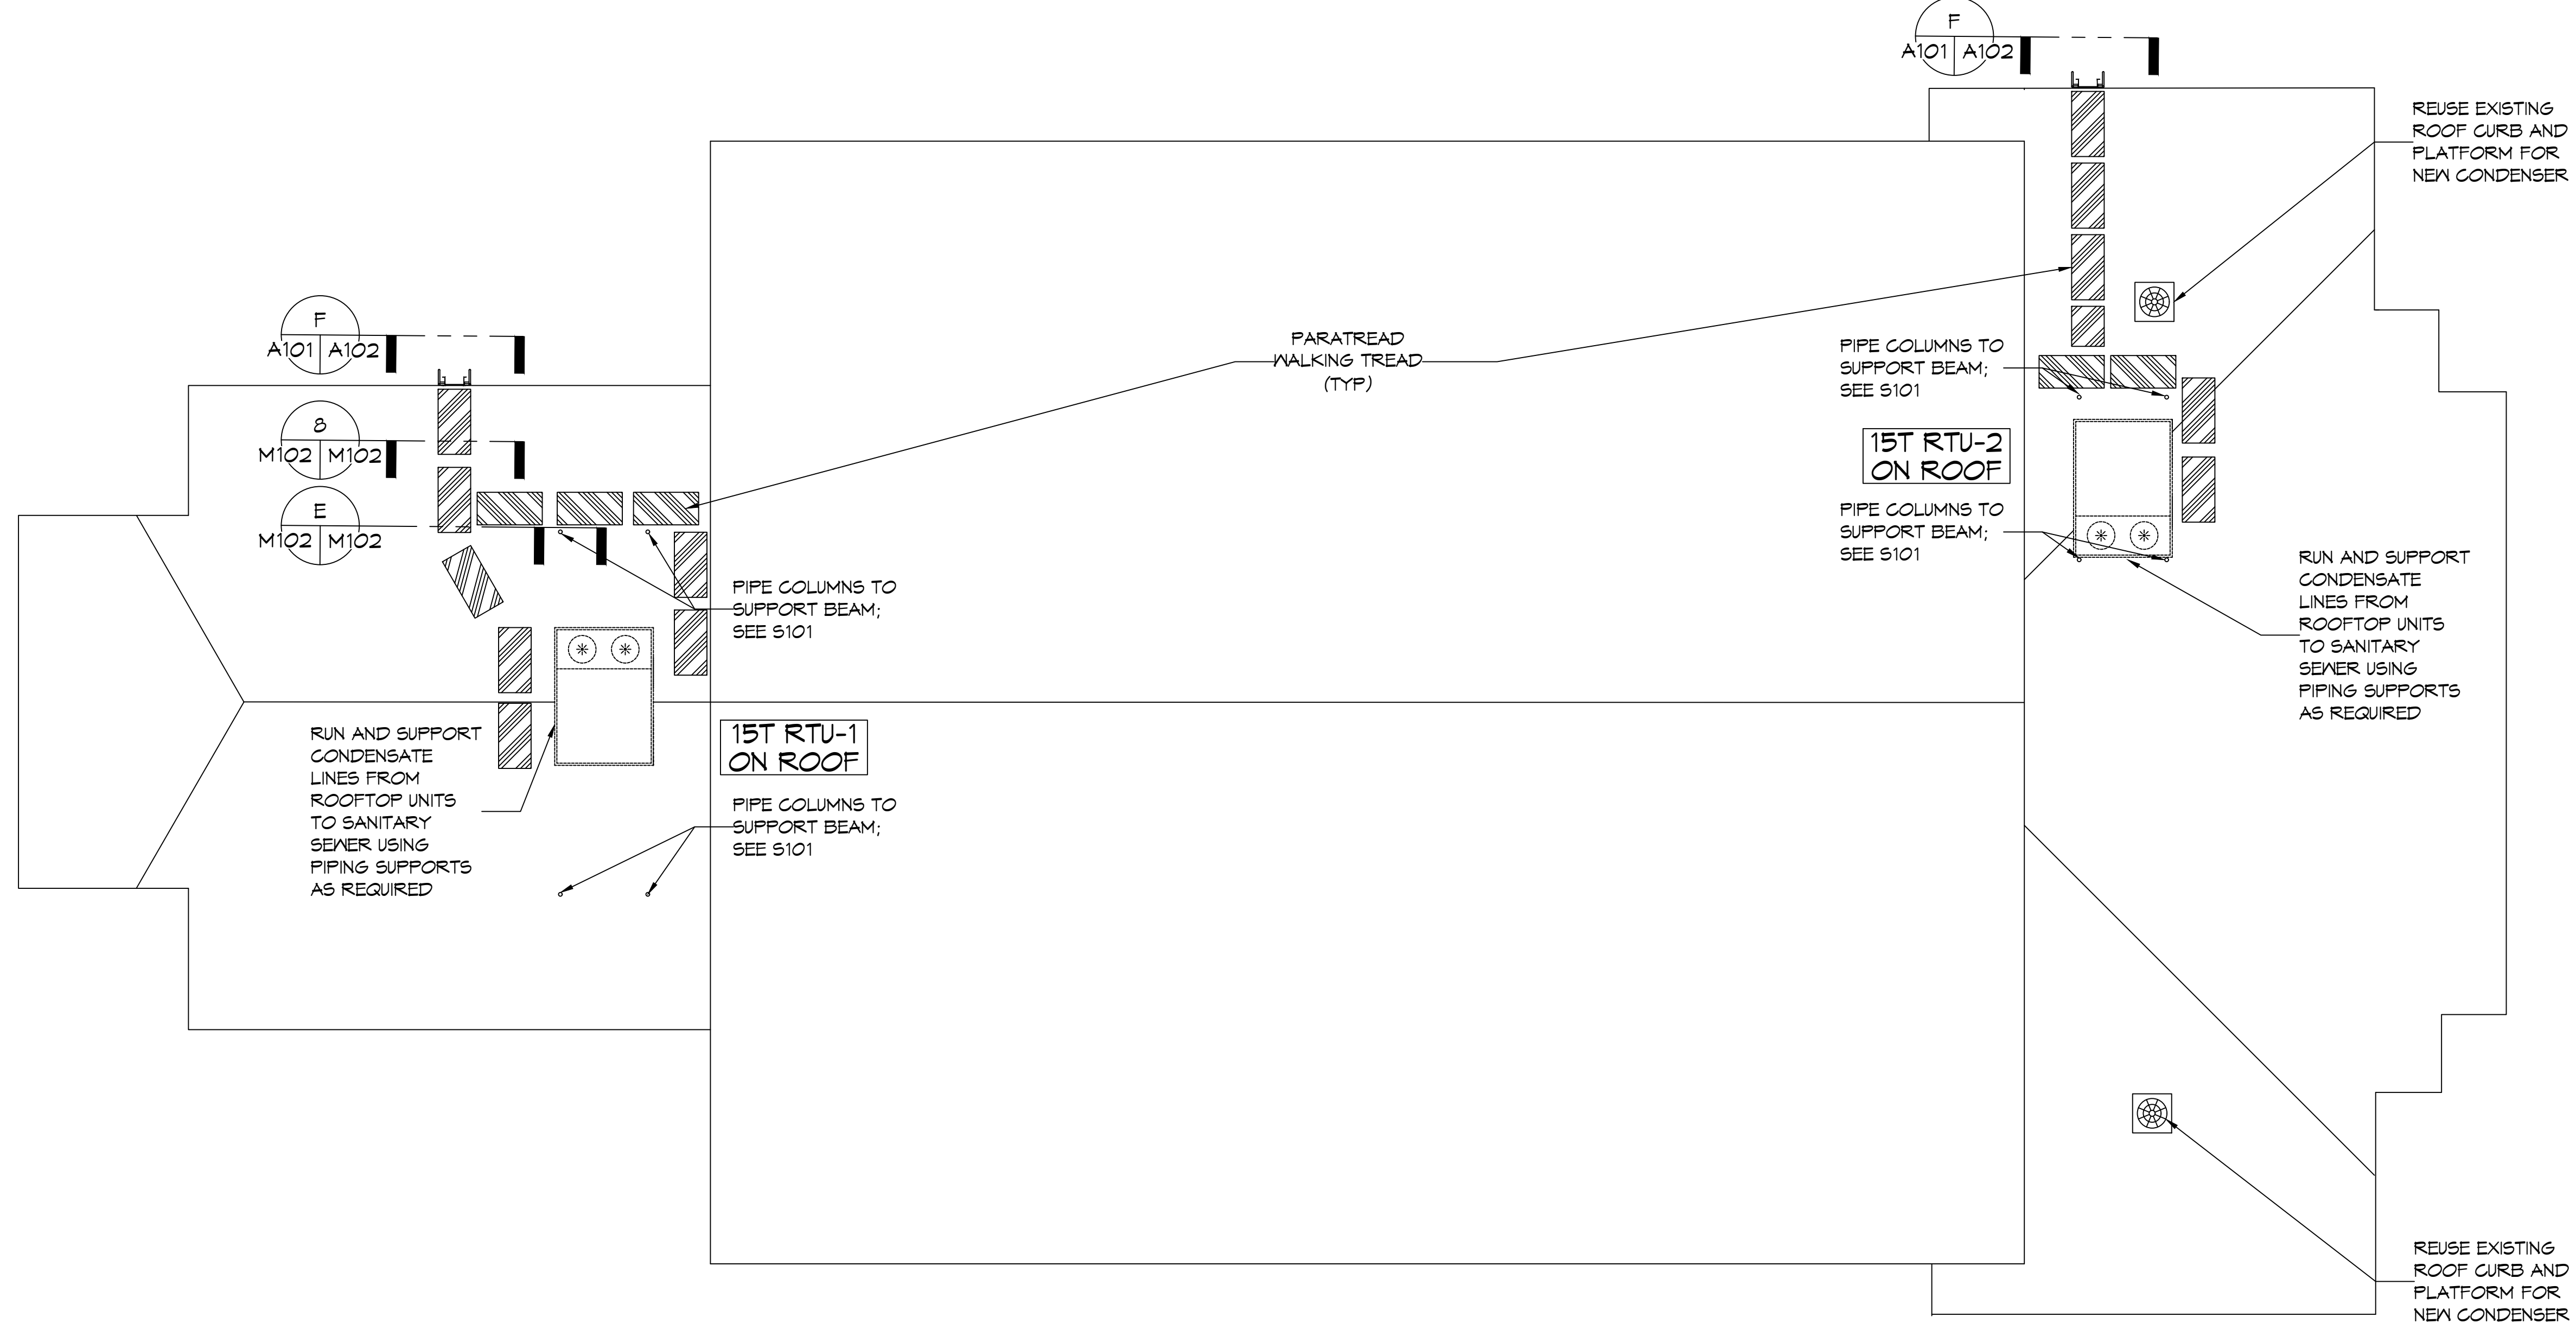 F
A101 A102
REUSE EXISTING
ROOF CURB AND
PLATFORM FOR
NEW CONDENSER
F
A101 A102
8
M102 M102
E
M102 M102
PARATREAD
WALKING TREAD
(TYP)
PIPE COLUMNS TO
SUPPORT BEAM;
SEE S101
15T RTU-2
ON ROOF
PIPE COLUMNS TO
SUPPORT BEAM;
SEE S101
RUN AND SUPPORT
CONDENSATE
LINES FROM
ROOFTOP UNITS
TO SANITARY
SEWER USING
PIPING SUPPORTS
AS REQUIRED
PIPE COLUMNS TO
SUPPORT BEAM;
SEE S101
15T RTU-1
ON ROOF
RUN AND SUPPORT
CONDENSATE
LINES FROM
ROOFTOP UNITS
TO SANITARY
SEWER USING
PIPING SUPPORTS
AS REQUIRED
PIPE COLUMNS TO
SUPPORT BEAM;
SEE S101
REUSE EXISTING
ROOF CURB AND
PLATFORM FOR
NEW CONDENSER